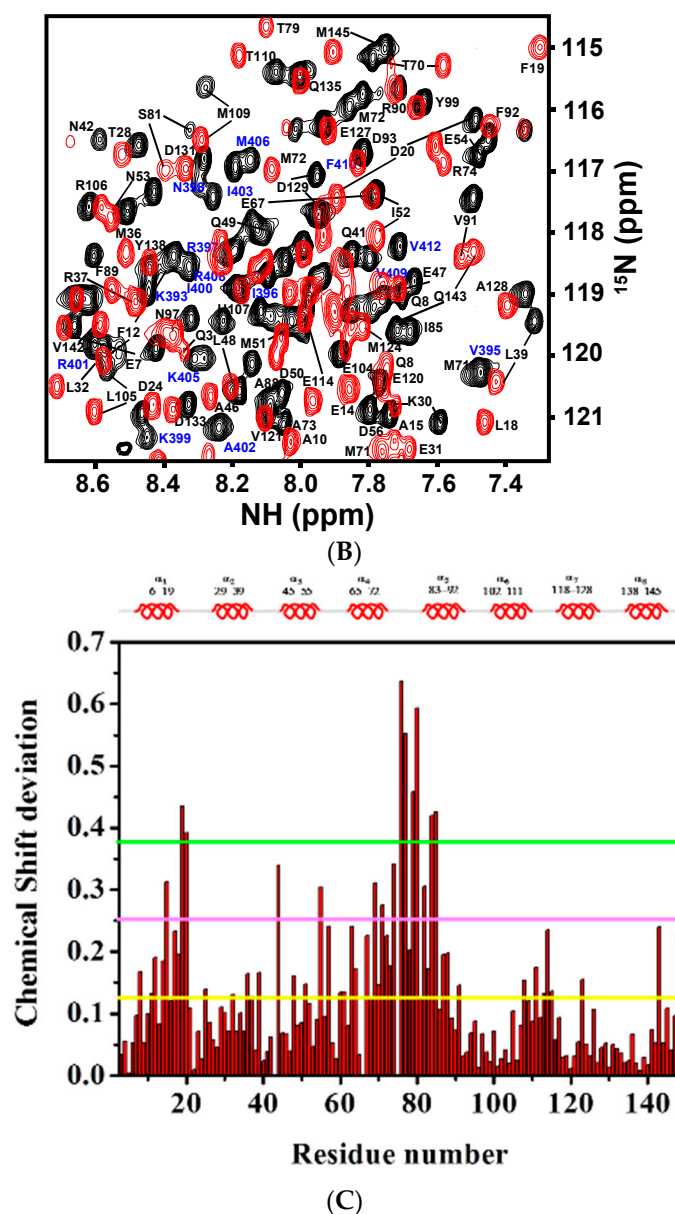 (B)
T79
M145
T110
T70
F19
Q135
M72
R90
Y99
S81
M109
N42
T28
M406
E127
D93
F92
D131
M72
F41
D20
E54
R74
N398
I403
D129
R106
N53
E67
I52
Q49
V91
M36
Y138
R397
Q41
V412
R408
F89
V409
E47
R37
K393
I400
I396
Q8
Q143
A128
F12
N97
H107
M51
M124
I85
V142
Q3
L48
E7
R401
K405
D50
E104
Q8
M71
V395
L39
L32
E114
E120
L105
D24
A88
K30
A46
E14
D133
A73
D56
A15
L18
K399
A402
V121
A10
M71
E31
115
116
117
118
119
120
121
15N (ppm)
8.6 8.4 8.2 8.0 7.8 7.6 7.4
NH (ppm)
(B)
α1 α2 α3 α4 α5 α6 α7 α8
6 19 29 39 45 55 65 72 83-92 102 111 118-128 138 145
0.7
0.6
0.5
0.4
0.3
0.2
0.1
0.0
Chemical Shift deviation
20 40 60 80 100 120 140
Residue number
(C)